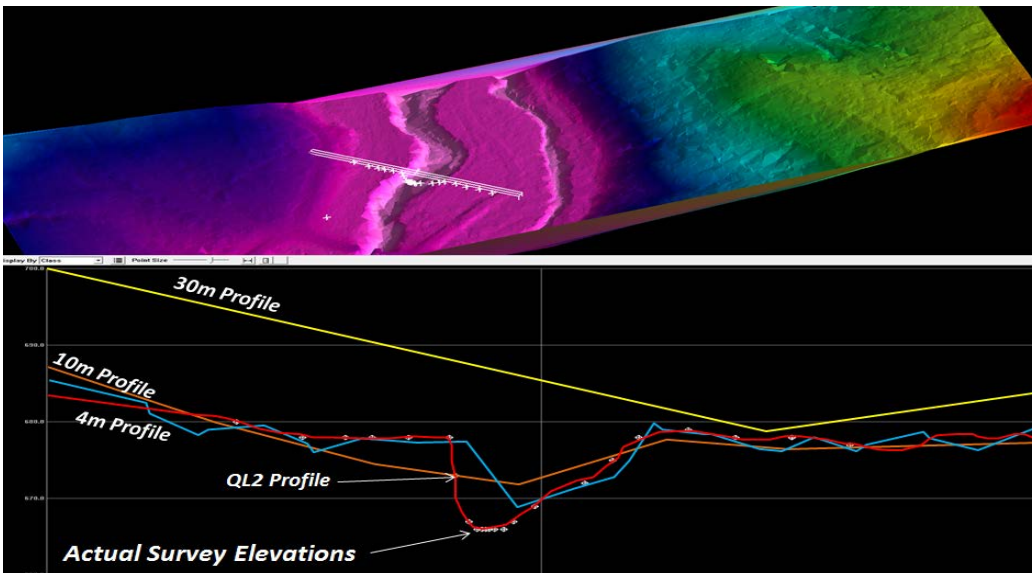 Display By Class Point Size
700.0
30m Profile
690.0
10m Profile
680.0
4m Profile
QL2 Profile
670.0
Actual Survey Elevations